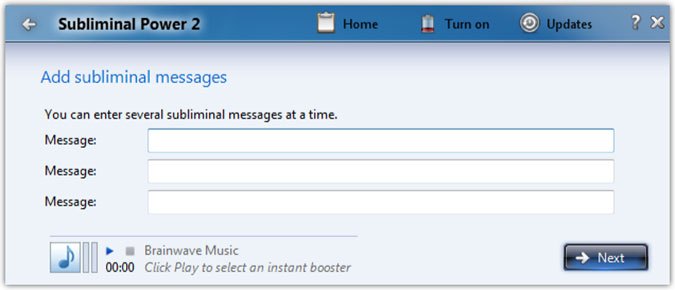 Subliminal Power 2 Home Turn on Updates ?
Add subliminal messages
You can enter several subliminal messages at a time.
Message:
Message:
Message:
Brainwave Music
00:00 Click Play to select an instant booster
Next